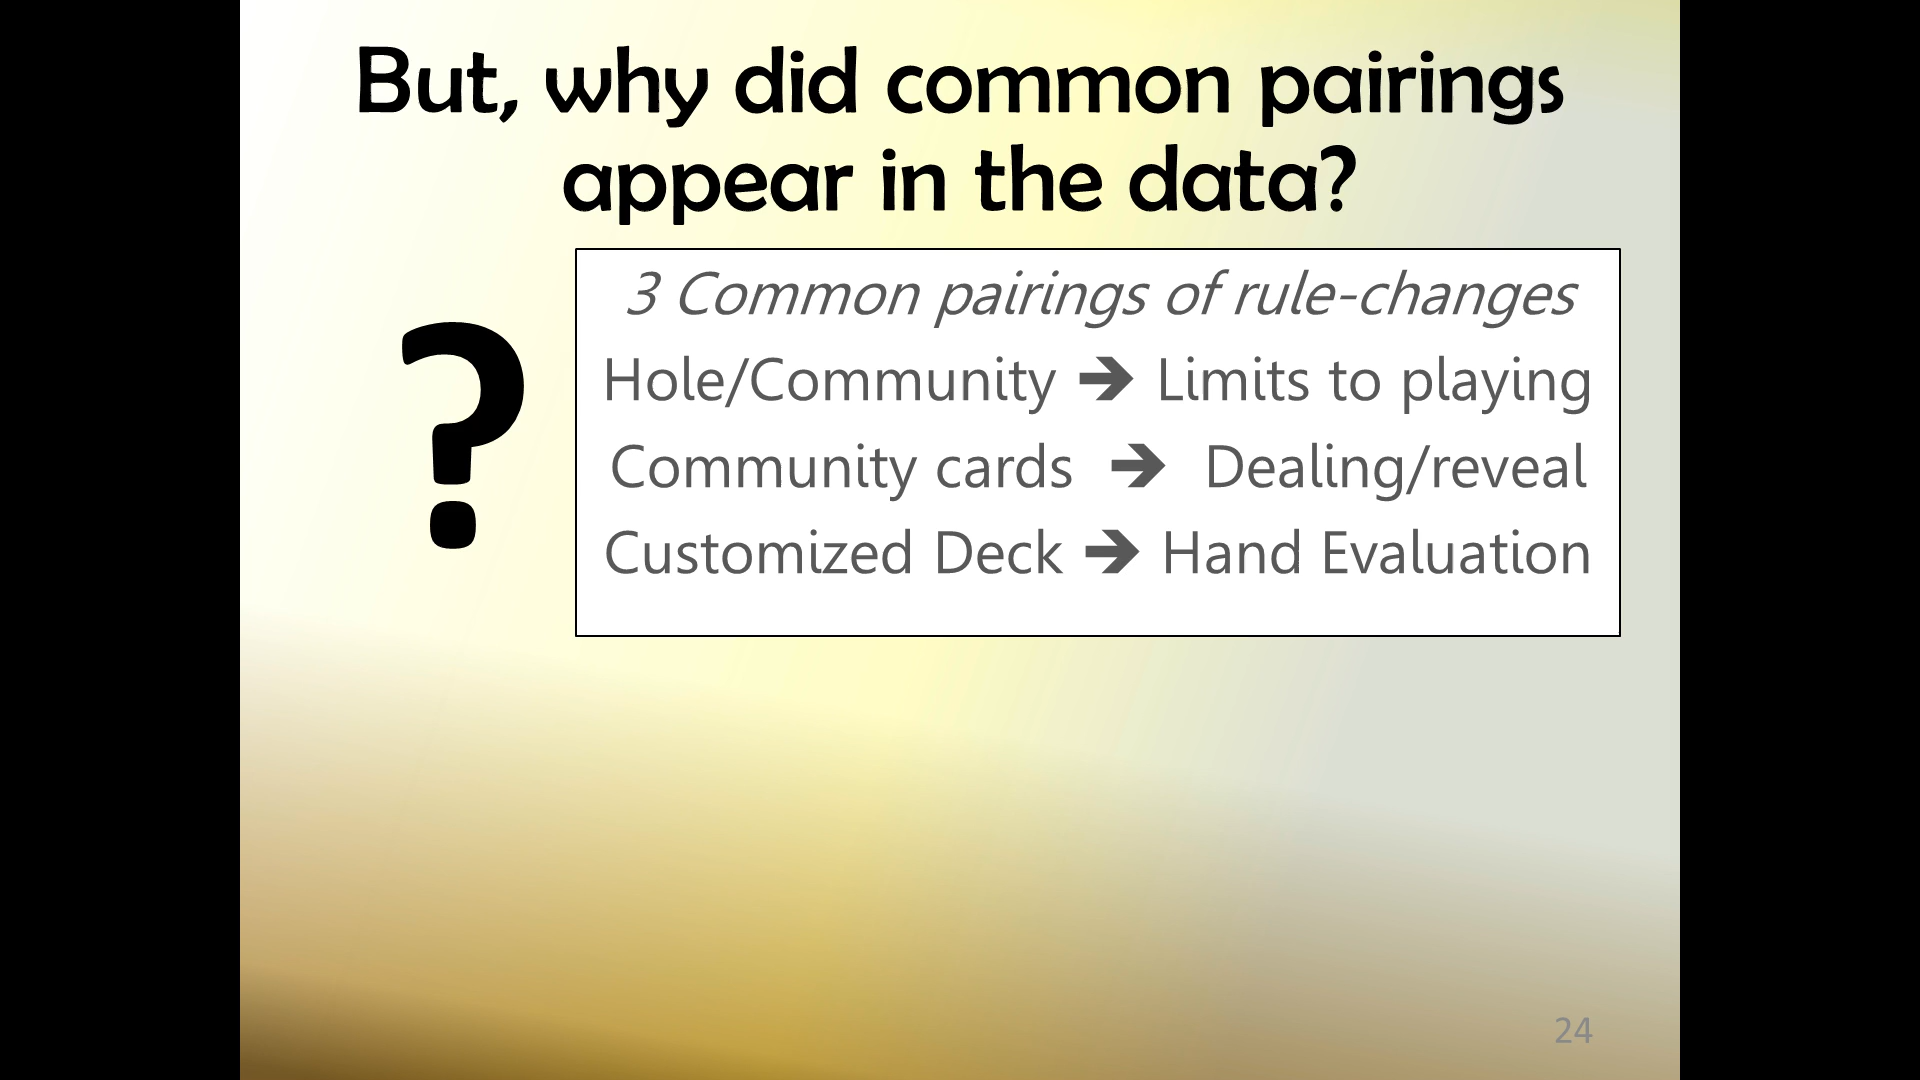 But, why did common pairings
appear in the data?
?
3 Common pairings of rule-changes
Hole/Community ➔ Limits to playing
Community cards ➔ Dealing/reveal
Customized Deck ➔ Hand Evaluation
24